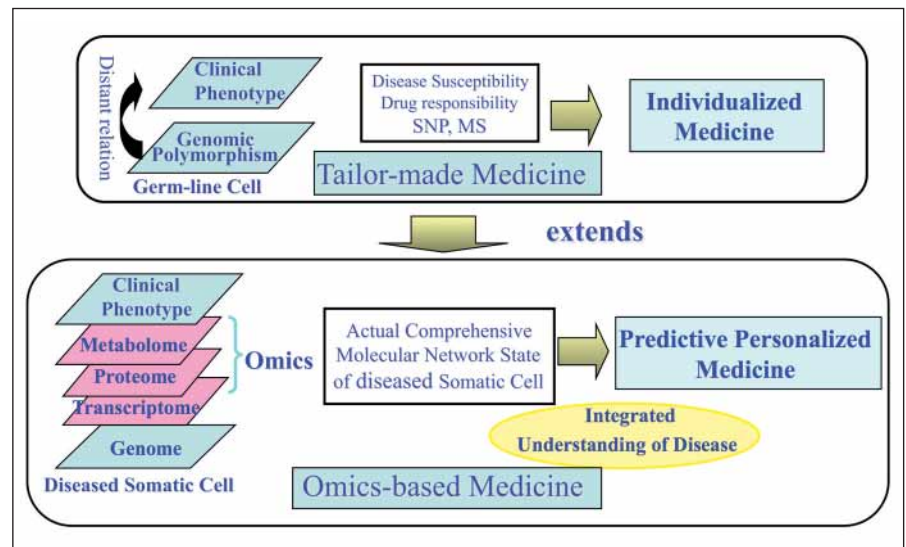 Distant relation
Clinical
Phenotype
Genomic
Polymorphism
Germ-line Cell
Disease Susceptibility
Drug responsibility
SNP, MS
Individualized
Medicine
Tailor-made Medicine
extends
Clinical
Phenotype
Metabolome
Proteome
Transcriptome
Genome
Diseased Somatic Cell
Omics
Actual Comprehensive
Molecular Network State
of diseased Somatic Cell
Predictive Personalized
Medicine
Integrated
Understanding of Disease
Omics-based Medicine